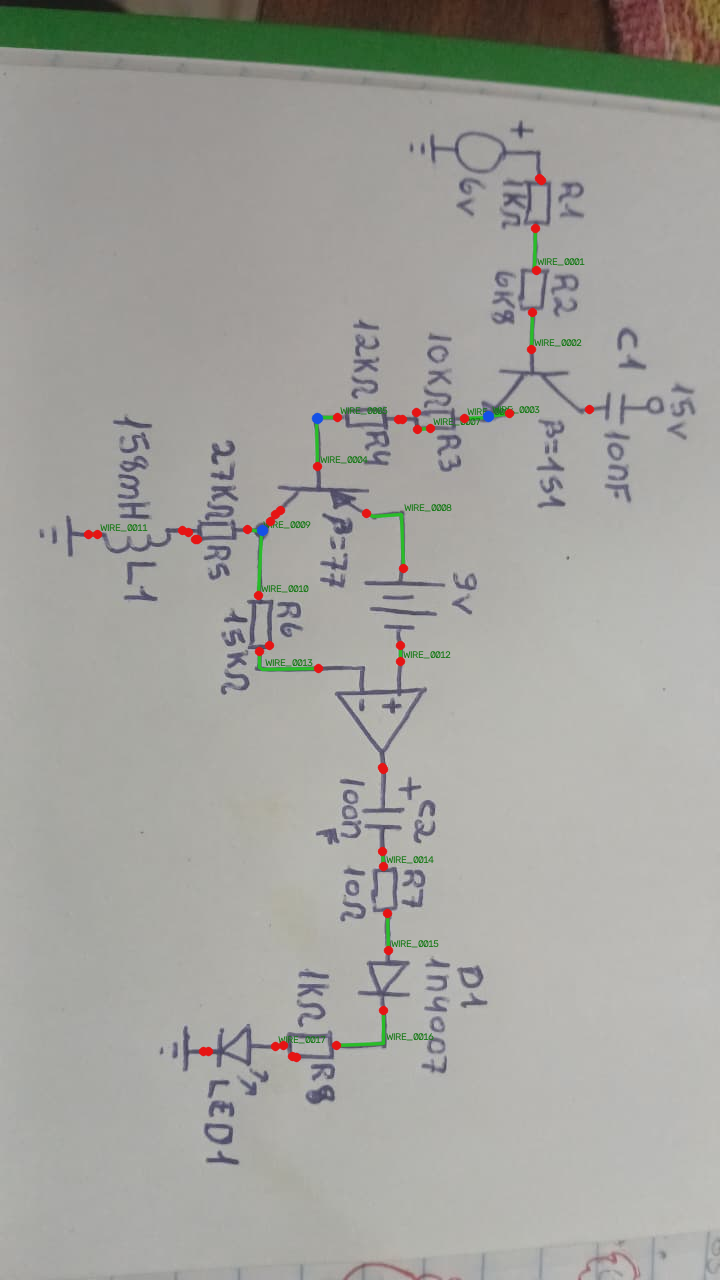 +
6V
R1
1KΩ
WIRE_0001
R2
6K8
WIRE_0002
C1
15V
10nF
β=151
12KΩ
10KΩ
WIRE_0003
WIRE_0005
WIRE_0007
R4
R3
WIRE_0004
158mH
27KΩ
WIRE_0008
WIRE_0011
WIRE_0009
β=77
L1
R5
9V
WIRE_0010
R6
15KΩ
WIRE_0012
WIRE_0013
-
+
+
C2
100n
F
WIRE_0014
R7
10Ω
WIRE_0015
D1
1n4007
1KΩ
WIRE_0016
WIRE_0017
R8
LED1